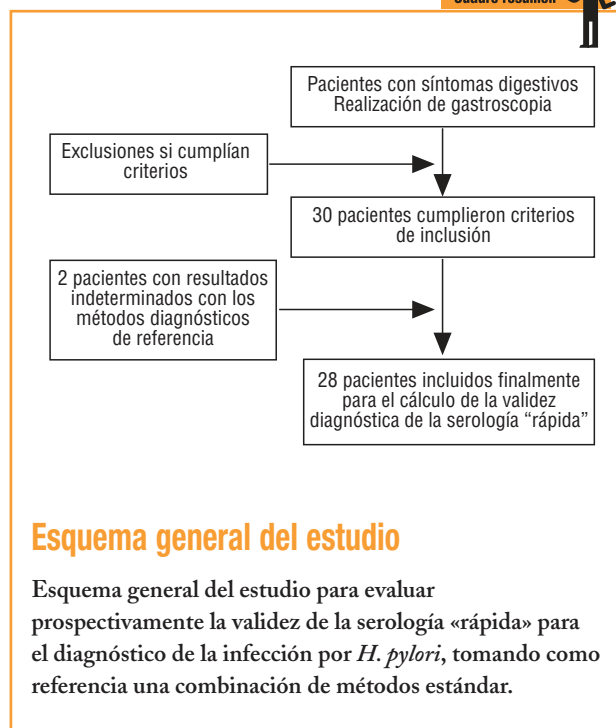 Cuadro resumen
Pacientes con síntomas digestivos
Realización de gastroscopia
Exclusiones si cumplían
criterios
30 pacientes cumplieron criterios
de inclusión
2 pacientes con resultados
indeterminados con los
métodos diagnósticos
de referencia
28 pacientes incluidos finalmente
para el cálculo de la validez
diagnóstica de la serología “rápida”
Esquema general del estudio
Esquema general del estudio para evaluar
prospectivamente la validez de la serología «rápida» para
el diagnóstico de la infección por H. pylori, tomando como
referencia una combinación de métodos estándar.